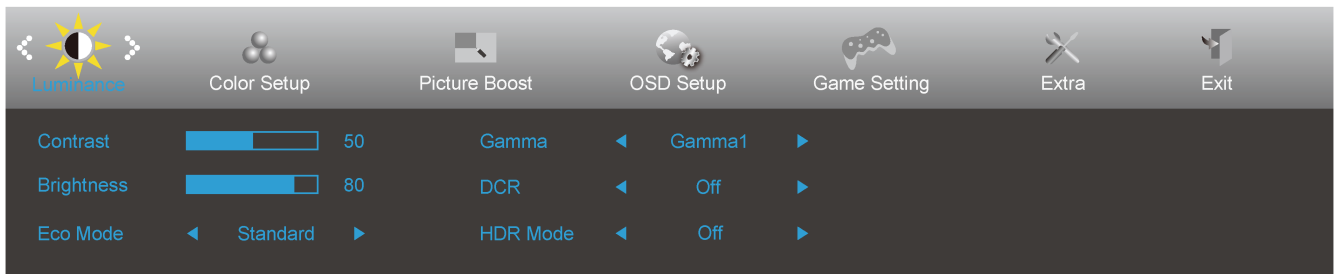 Luminance Color Setup Picture Boost OSD Setup Game Setting Extra Exit
Contrast 50 Gamma Gamma1
Brightness 80 DCR Off
Eco Mode Standard HDR Mode Off